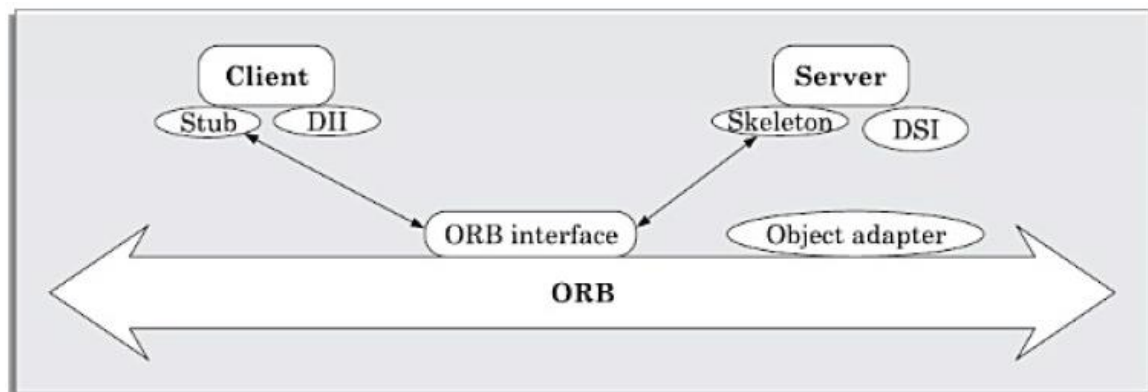 Client
Server
Stub
DII
Skeleton
DSI
ORB interface
Object adapter
ORB